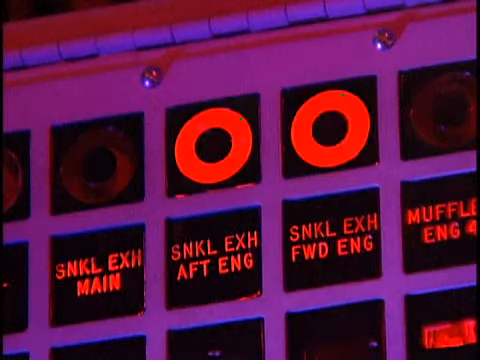 SNKL EXH
MAIN
SNKL EXH
AFT ENG
SNKL EXH
FWD ENG
MUFFLE
ENG 4